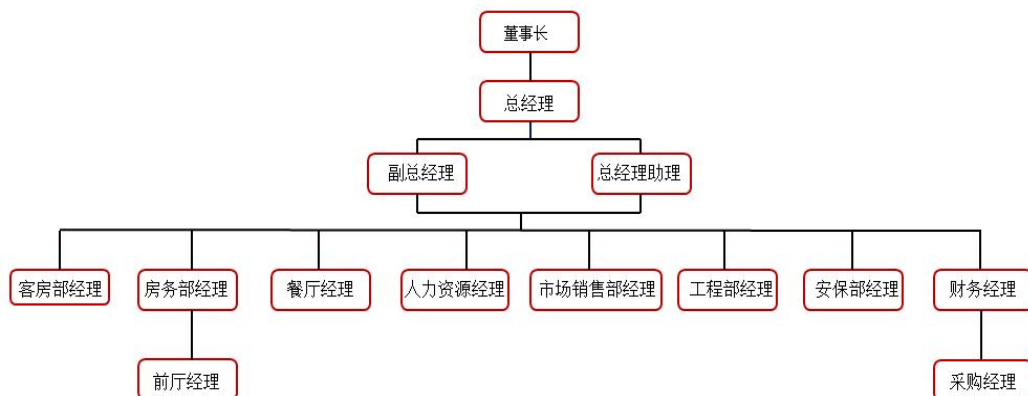 董事长
总经理
副总经理
总经理助理
客房部经理
房务部经理
餐厅经理
人力资源经理
市场销售部经理
工程部经理
安保部经理
财务经理
前厅经理
采购经理